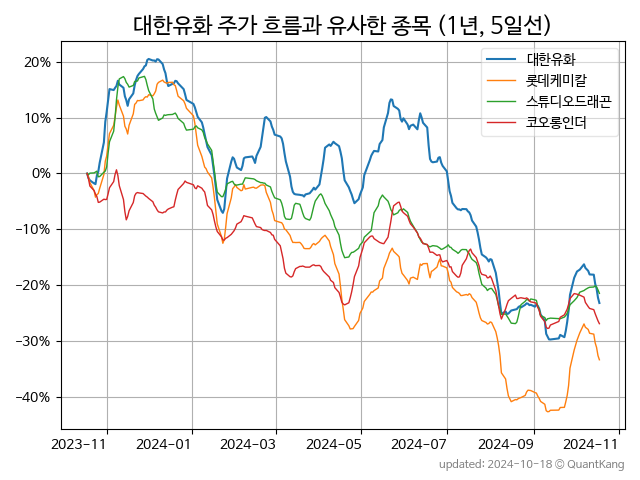 대한유화 주가 흐름과 유사한 종목 (1년, 5일선)
대한유화
롯데케미칼
스튜디오드래곤
코오롱인더
20%
10%
0%
−10%
−20%
−30%
−40%
2023-11 2024-01 2024-03 2024-05 2024-07 2024-09 2024-11
updated: 2024-10-18 © QuantKang